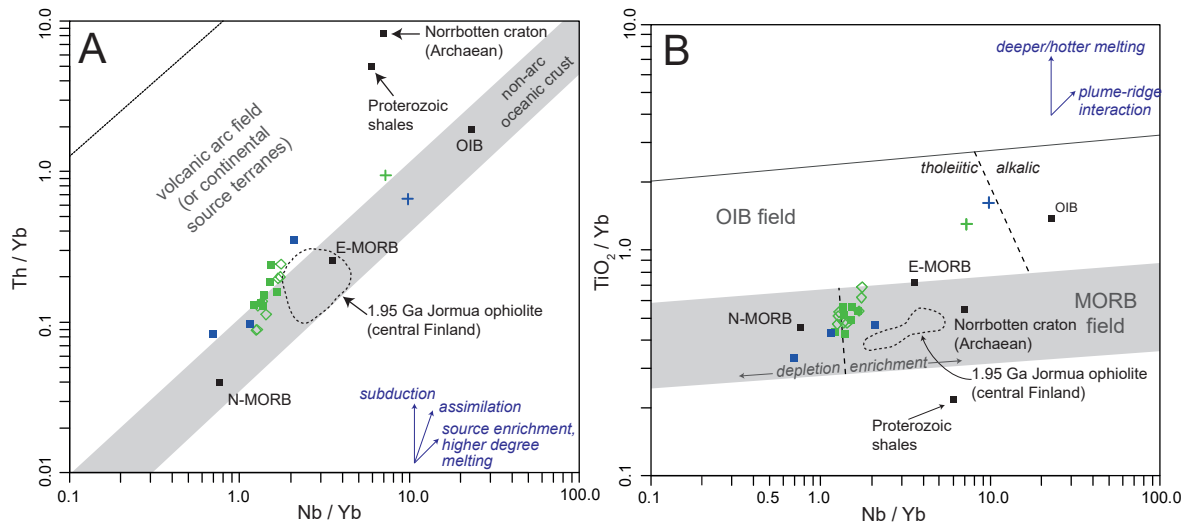 A
Norrbotten craton
(Archaean)
Proterozoic
shales
non-arc
oceanic crust
OIB
volcanic arc field
(or continental
source terranes)
E-MORB
1.95 Ga Jormua ophiolite
(central Finland)
N-MORB
subduction
assimilation
source enrichment,
higher degree
melting
Th / Yb
10.0
1.0
0.1
0.01
0.1
1.0
10.0
100.0
Nb / Yb
B
deeper/hotter melting
plume-ridge
interaction
tholeiitic
alkalic
OIB field
OIB
E-MORB
MORB
field
N-MORB
Norrbotten craton
(Archaean)
depletion
enrichment
1.95 Ga Jormua ophiolite
(central Finland)
Proterozoic
shales
TiO2 / Yb
10.0
1.0
0.1
0.1
0.5
1.0
10.0
100.0
Nb / Yb